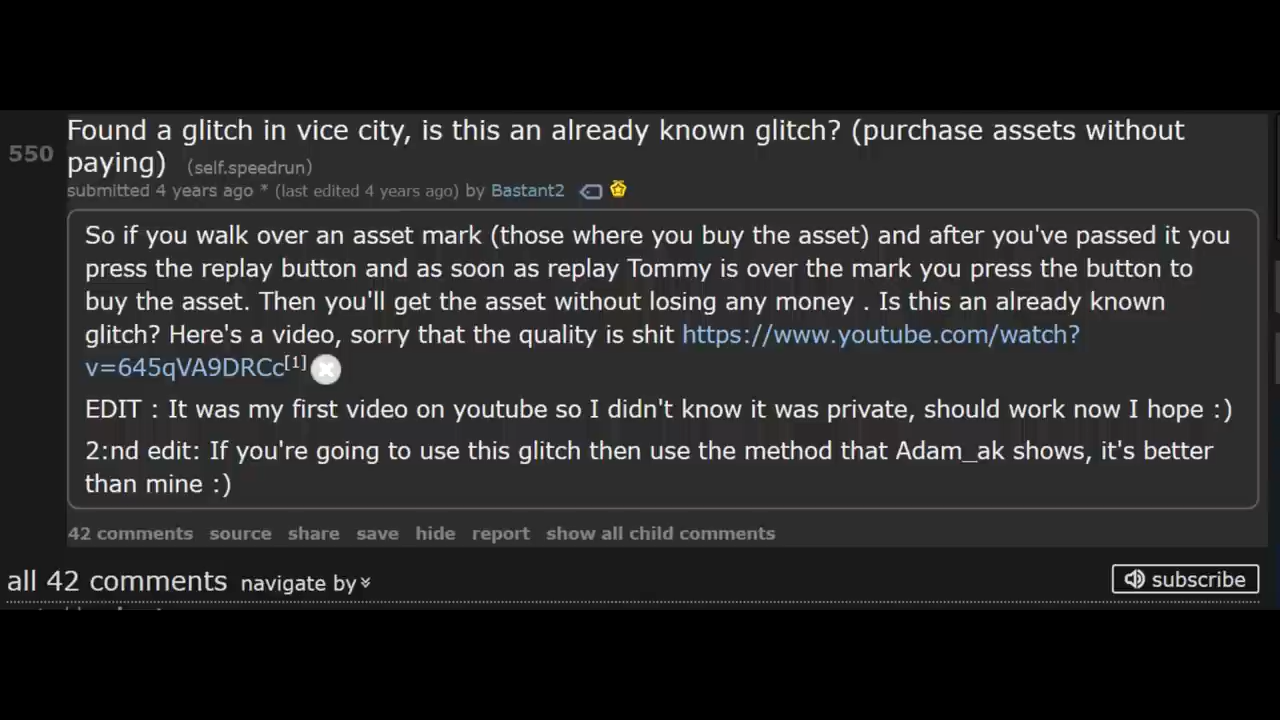 Found a glitch in vice city, is this an already known glitch? (purchase assets without
550
paying) (self.speedrun)
submitted 4 years ago * (last edited 4 years ago) by Bastant2
So if you walk over an asset mark (those where you buy the asset) and after you've passed it you
press the replay button and as soon as replay Tommy is over the mark you press the button to
buy the asset. Then you'll get the asset without losing any money . Is this an already known
glitch? Here's a video, sorry that the quality is shit https://www.youtube.com/watch?
v=645qVA9DRCc[1]
EDIT : It was my first video on youtube so I didn't know it was private, should work now I hope :)
2:nd edit: If you're going to use this glitch then use the method that Adam_ak shows, it's better
than mine :)
42 comments source share save hide report show all child comments
all 42 comments navigate by
subscribe